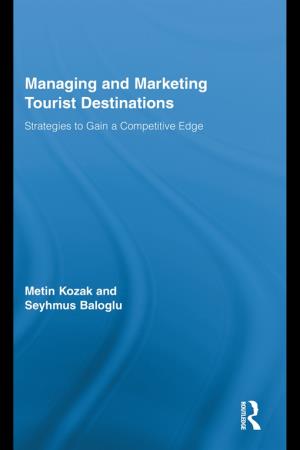 Managing and Marketing
Tourist Destinations
Strategies to Gain a Competitive Edge
Metin Kozak and
Seyhmus Baloglu
ROUTLEDGE